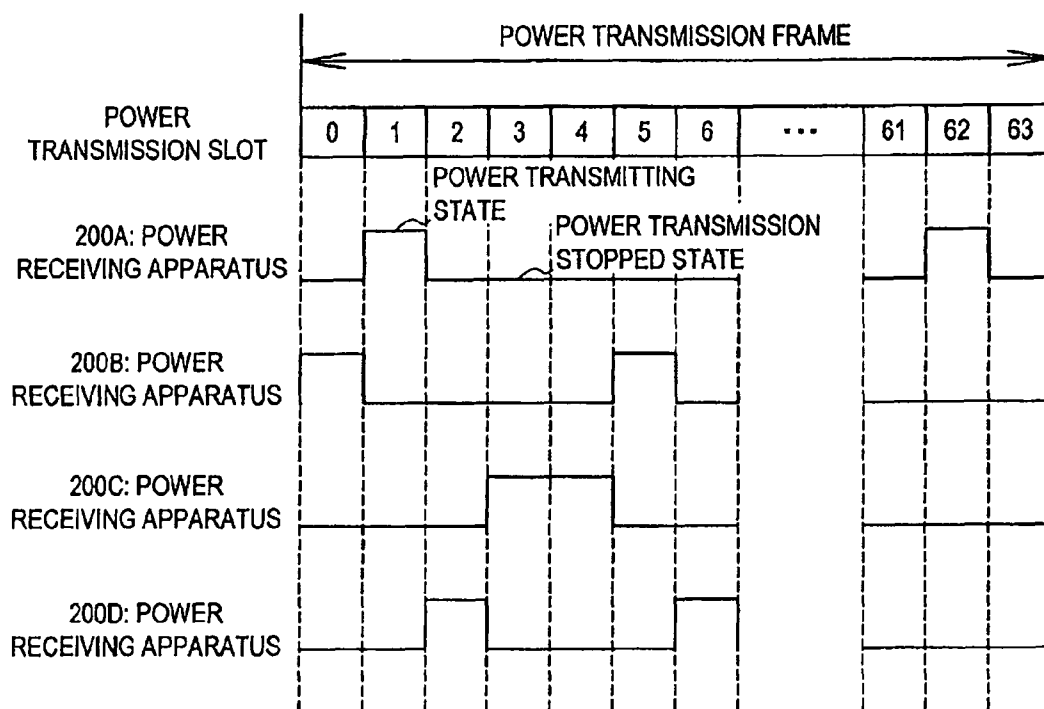 POWER TRANSMISSION FRAME
POWER
TRANSMISSION SLOT
0 1 2 3 4 5 6 ... 61 62 63
POWER TRANSMITTING
STATE
POWER TRANSMISSION
STOPPED STATE
200A: POWER
RECEIVING APPARATUS
200B: POWER
RECEIVING APPARATUS
200C: POWER
RECEIVING APPARATUS
200D: POWER
RECEIVING APPARATUS